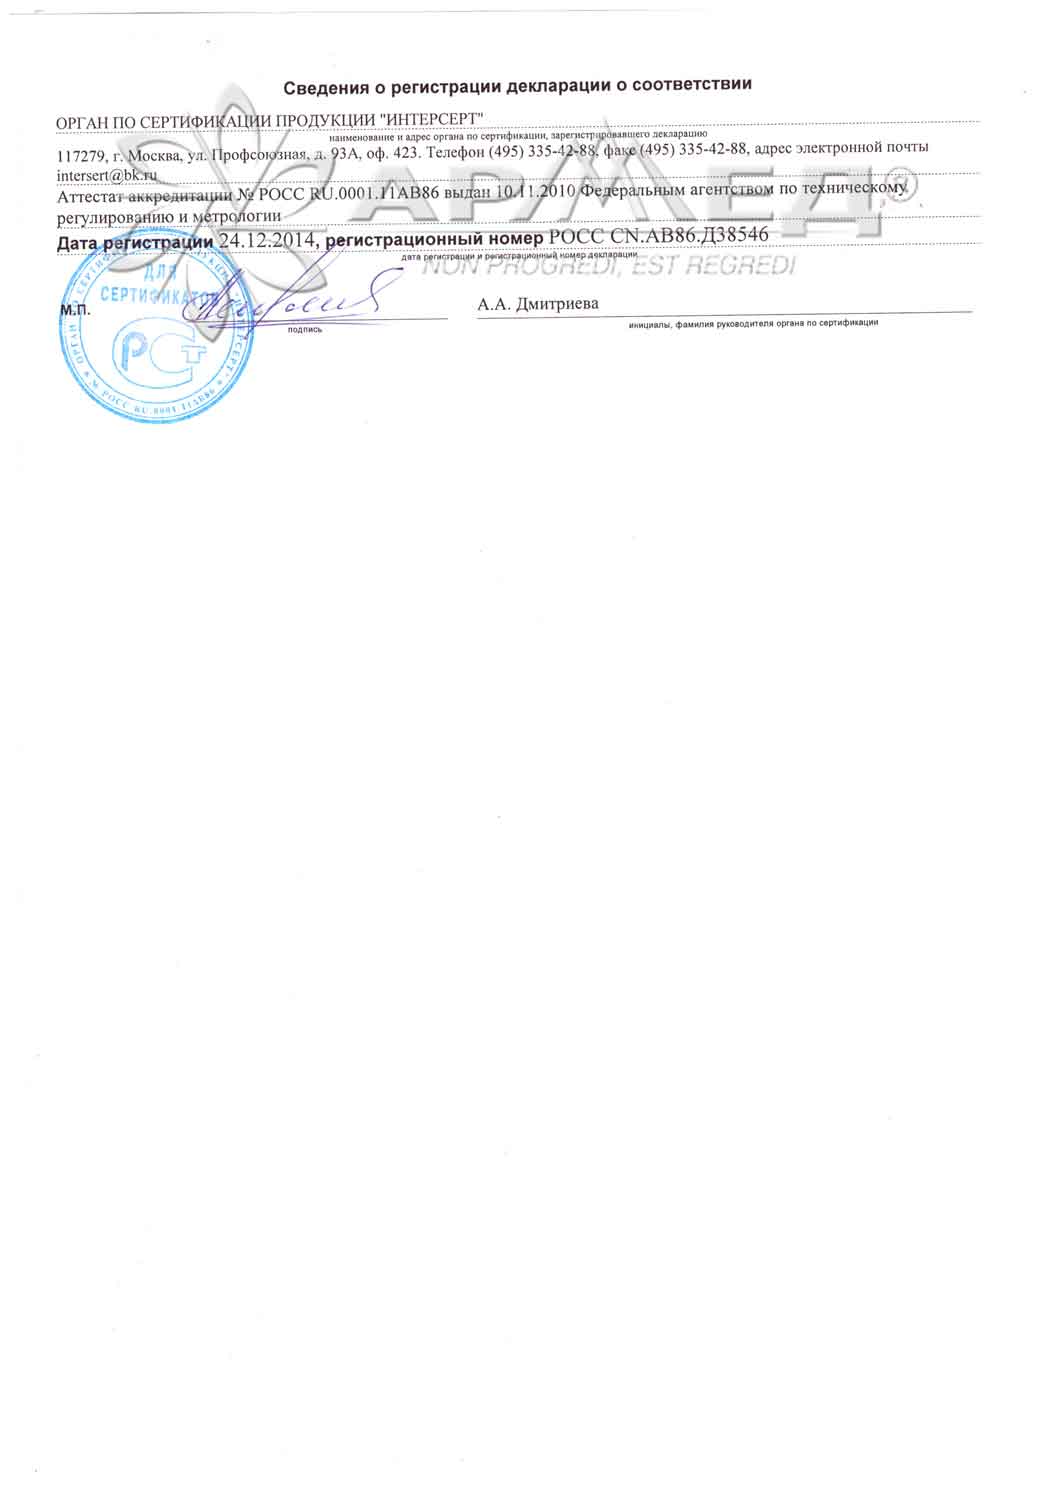 Сведения о регистрации декларации о соответствии
ОРГАН ПО СЕРТИФИКАЦИИ ПРОДУКЦИИ "ИНТЕРСЕРТ"
наименование и адрес органа по сертификации, зарегистрировавшего декларацию
117279, г. Москва, ул. Профсоюзная, д. 93А, оф. 423. Телефон (495) 335-42-88, факс (495) 335-42-88, адрес электронной почты
intersert@bk.ru
Аттестат аккредитации № РОСС RU.0001.11АВ86 выдан 10.11.2010 Федеральным агентством по техническому
регулированию и метрологии
АРМЕД®
Дата регистрации 24.12.2014, регистрационный номер РОСС CN.АВ86.Д38546
дата регистрации и регистрационный номер декларации
NON PROGREDI, EST REGREDI
ДЛЯ
СЕРТИФИКАТОВ
М.П.
А.А. Дмитриева
подпись
инициалы, фамилия руководителя органа по сертификации
РСТ
№ РОСС RU.0001.11АВ86